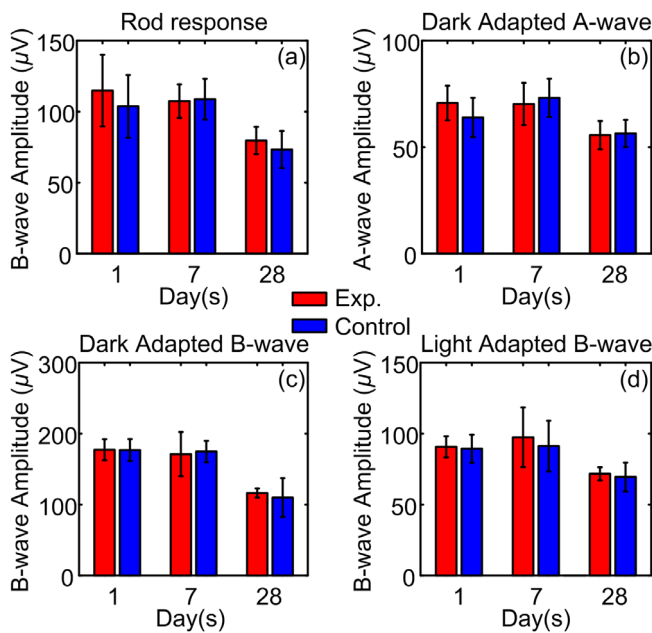 Rod response
(a)
B-wave Amplitude (µV)
150
100
50
0
1 7 28
Day(s)
Dark Adapted A-wave
(b)
A-wave Amplitude (µV)
100
50
0
1 7 28
Day(s)
Exp.
Control
Dark Adapted B-wave
(c)
B-wave Amplitude (µV)
300
200
100
0
1 7 28
Day(s)
Light Adapted B-wave
(d)
B-wave Amplitude (µV)
150
100
50
0
1 7 28
Day(s)